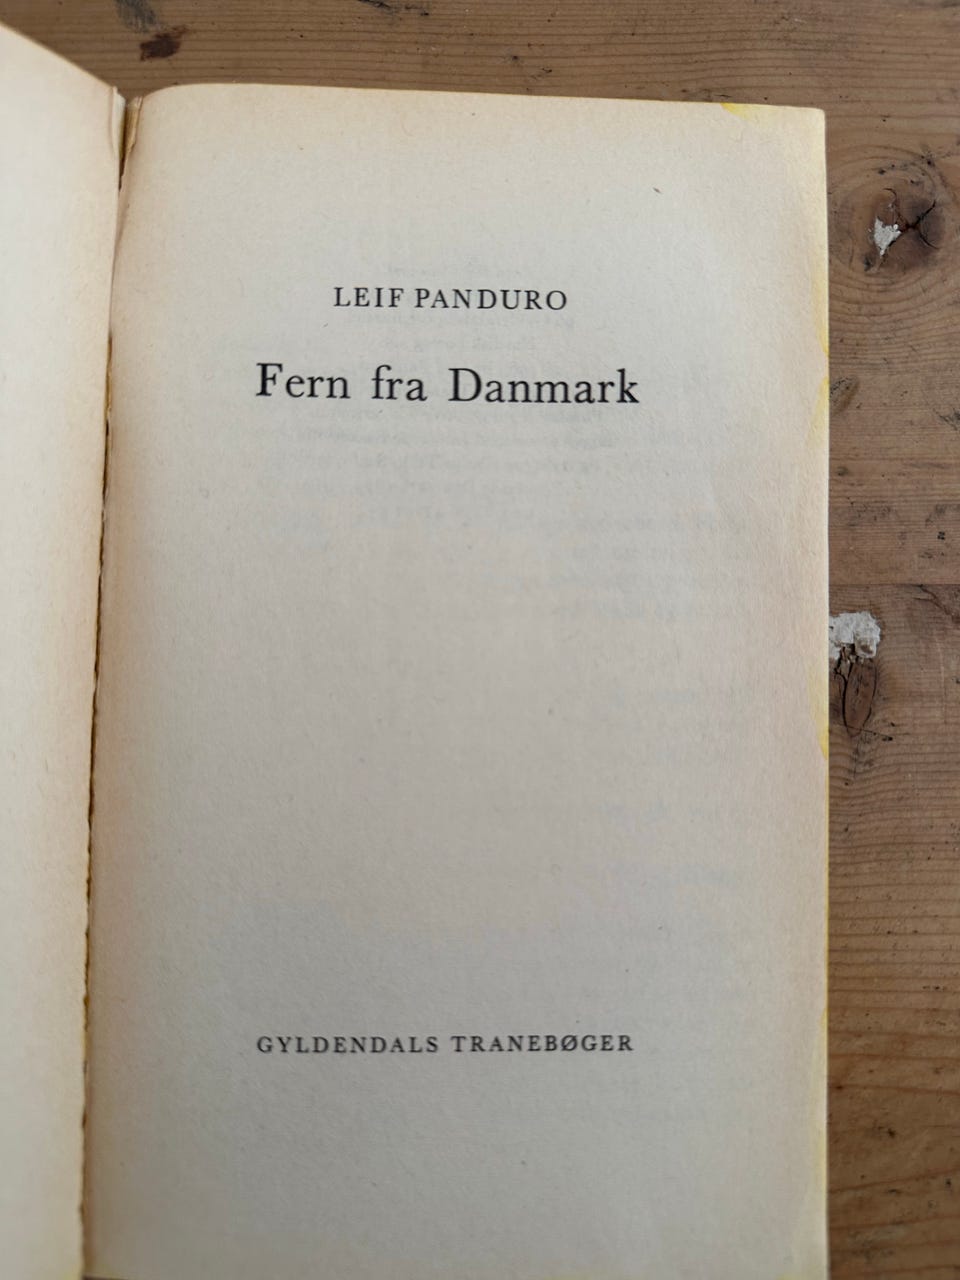 LEIF PANDURO
Fern fra Danmark
GYLDENDALS TRANEBØGER